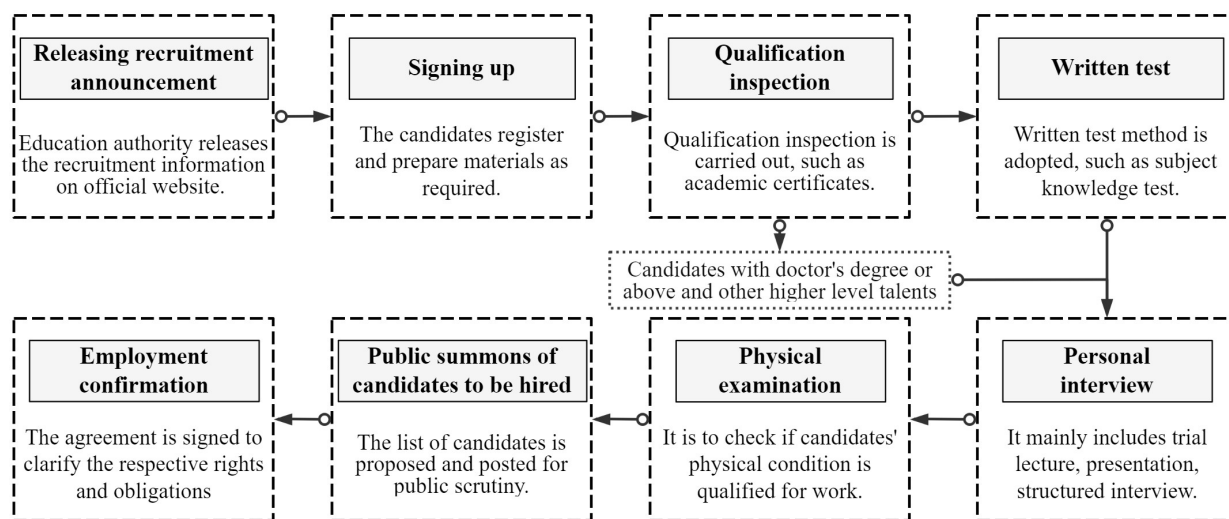 Releasing recruitment
announcement
Education authority releases
the recruitment information
on official website.
Signing up
The candidates register
and prepare materials as
required.
Qualification
inspection
Qualification inspection is
carried out, such as
academic certificates.
Written test
Written test method is
adopted, such as subject
knowledge test.
Candidates with doctor's degree or
above and other higher level talents
Employment
confirmation
The agreement is signed to
clarify the respective rights
and obligations
Public summons of
candidates to be hired
The list of candidates is
proposed and posted for
public scrutiny.
Physical
examination
It is to check if candidates'
physical condition is
qualified for work.
Personal
interview
It mainly includes trial
lecture, presentation,
structured interview.